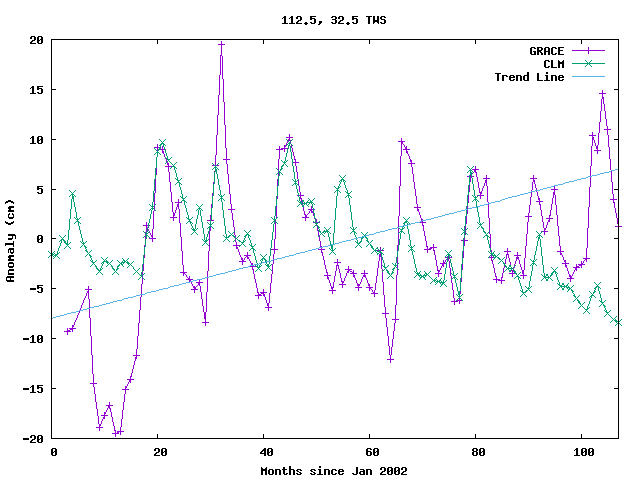 112.5, 32.5 TWS
GRACE
CLM
Trend Line
20
15
10
5
0
-5
-10
-15
-20
Anomaly (cm)
0 20 40 60 80 100
Months since Jan 2002